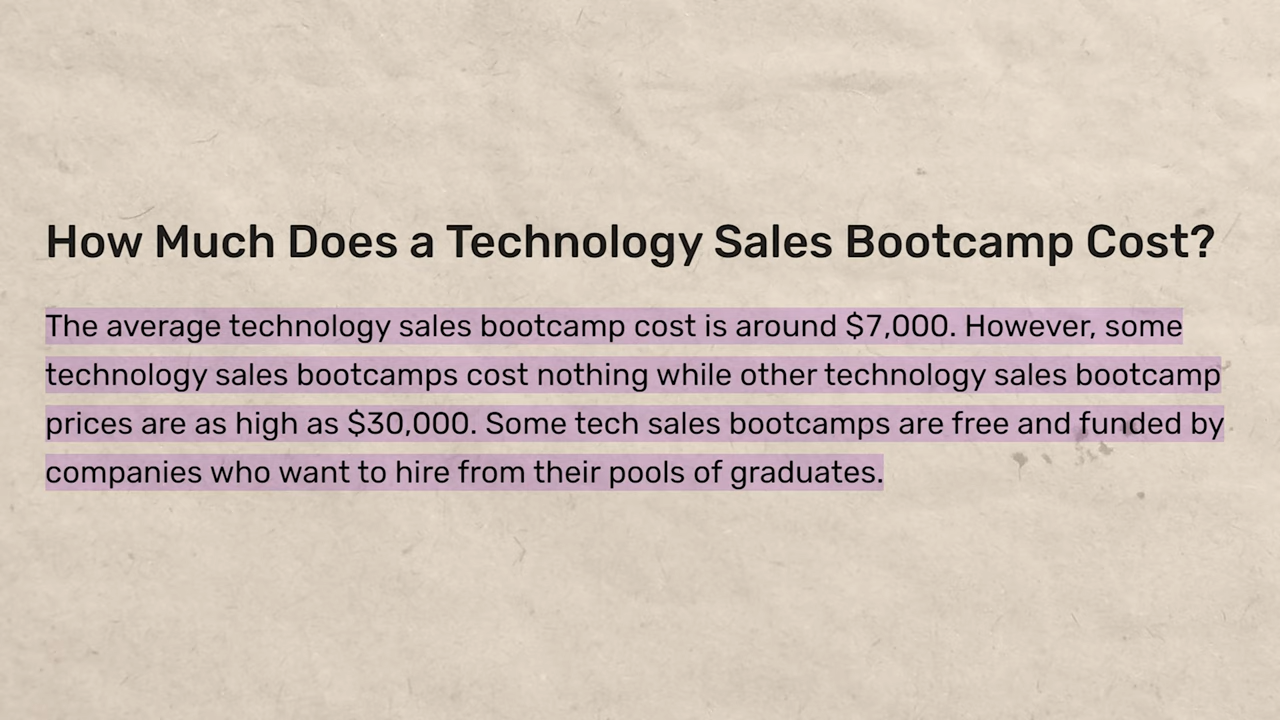 How Much Does a Technology Sales Bootcamp Cost?
The average technology sales bootcamp cost is around $7,000. However, some
technology sales bootcamps cost nothing while other technology sales bootcamp
prices are as high as $30,000. Some tech sales bootcamps are free and funded by
companies who want to hire from their pools of graduates.